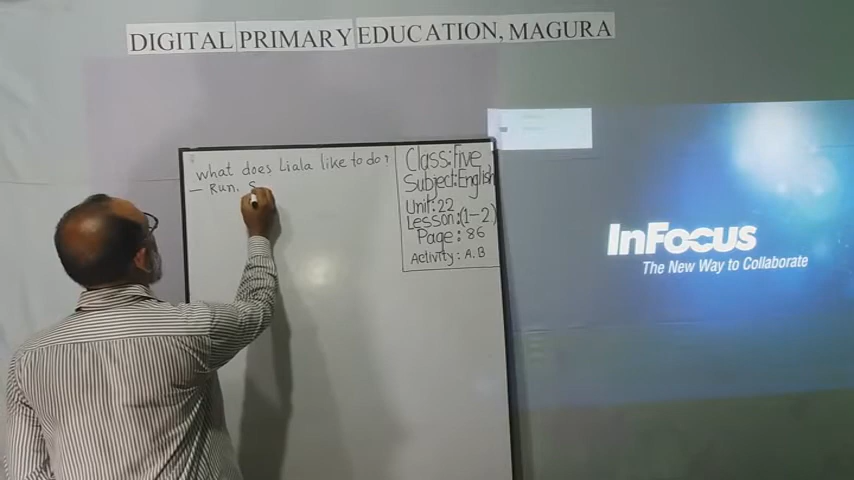 DIGITAL PRIMARY EDUCATION, MAGURA
what does Liala like to do?
— Run. S
Class: Five
Subject: English
Unit: 22
Lesson: (1-2)
Page: 86
Activity: A.B
InFocus
The New Way to Collaborate